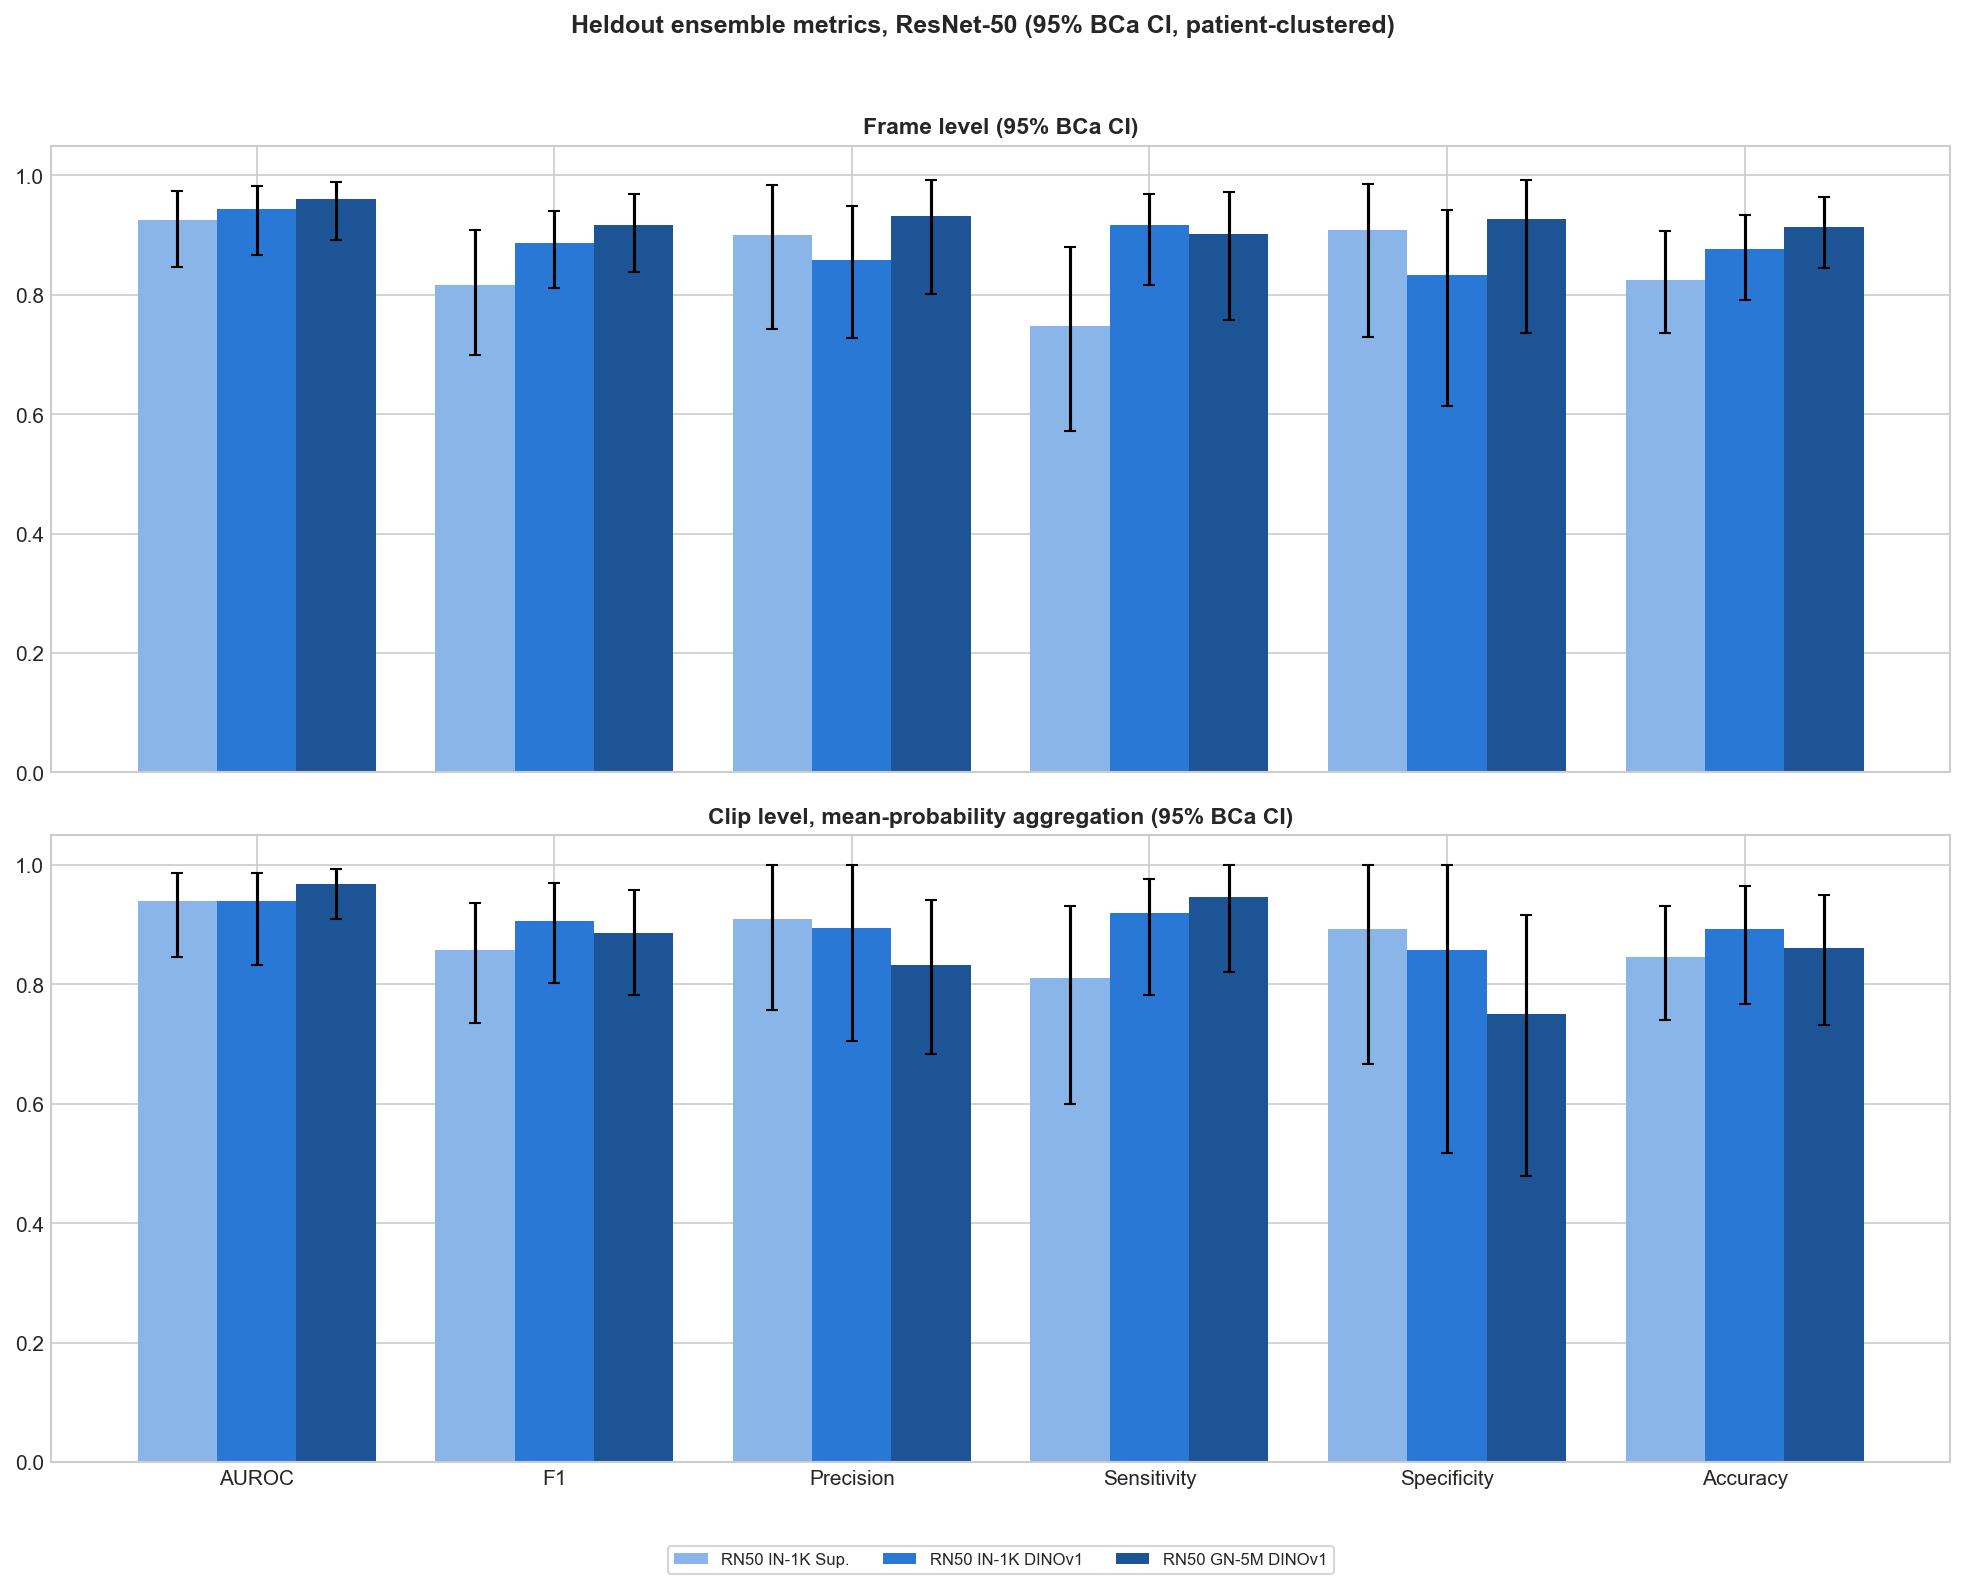 Heldout ensemble metrics, ResNet-50 (95% BCa CI, patient-clustered)
Frame level (95% BCa CI)
1.0
0.8
0.6
0.4
0.2
0.0
Clip level, mean-probability aggregation (95% BCa CI)
1.0
0.8
0.6
0.4
0.2
0.0
AUROC F1 Precision Sensitivity Specificity Accuracy
RN50 IN-1K Sup. RN50 IN-1K DINOv1 RN50 GN-5M DINOv1